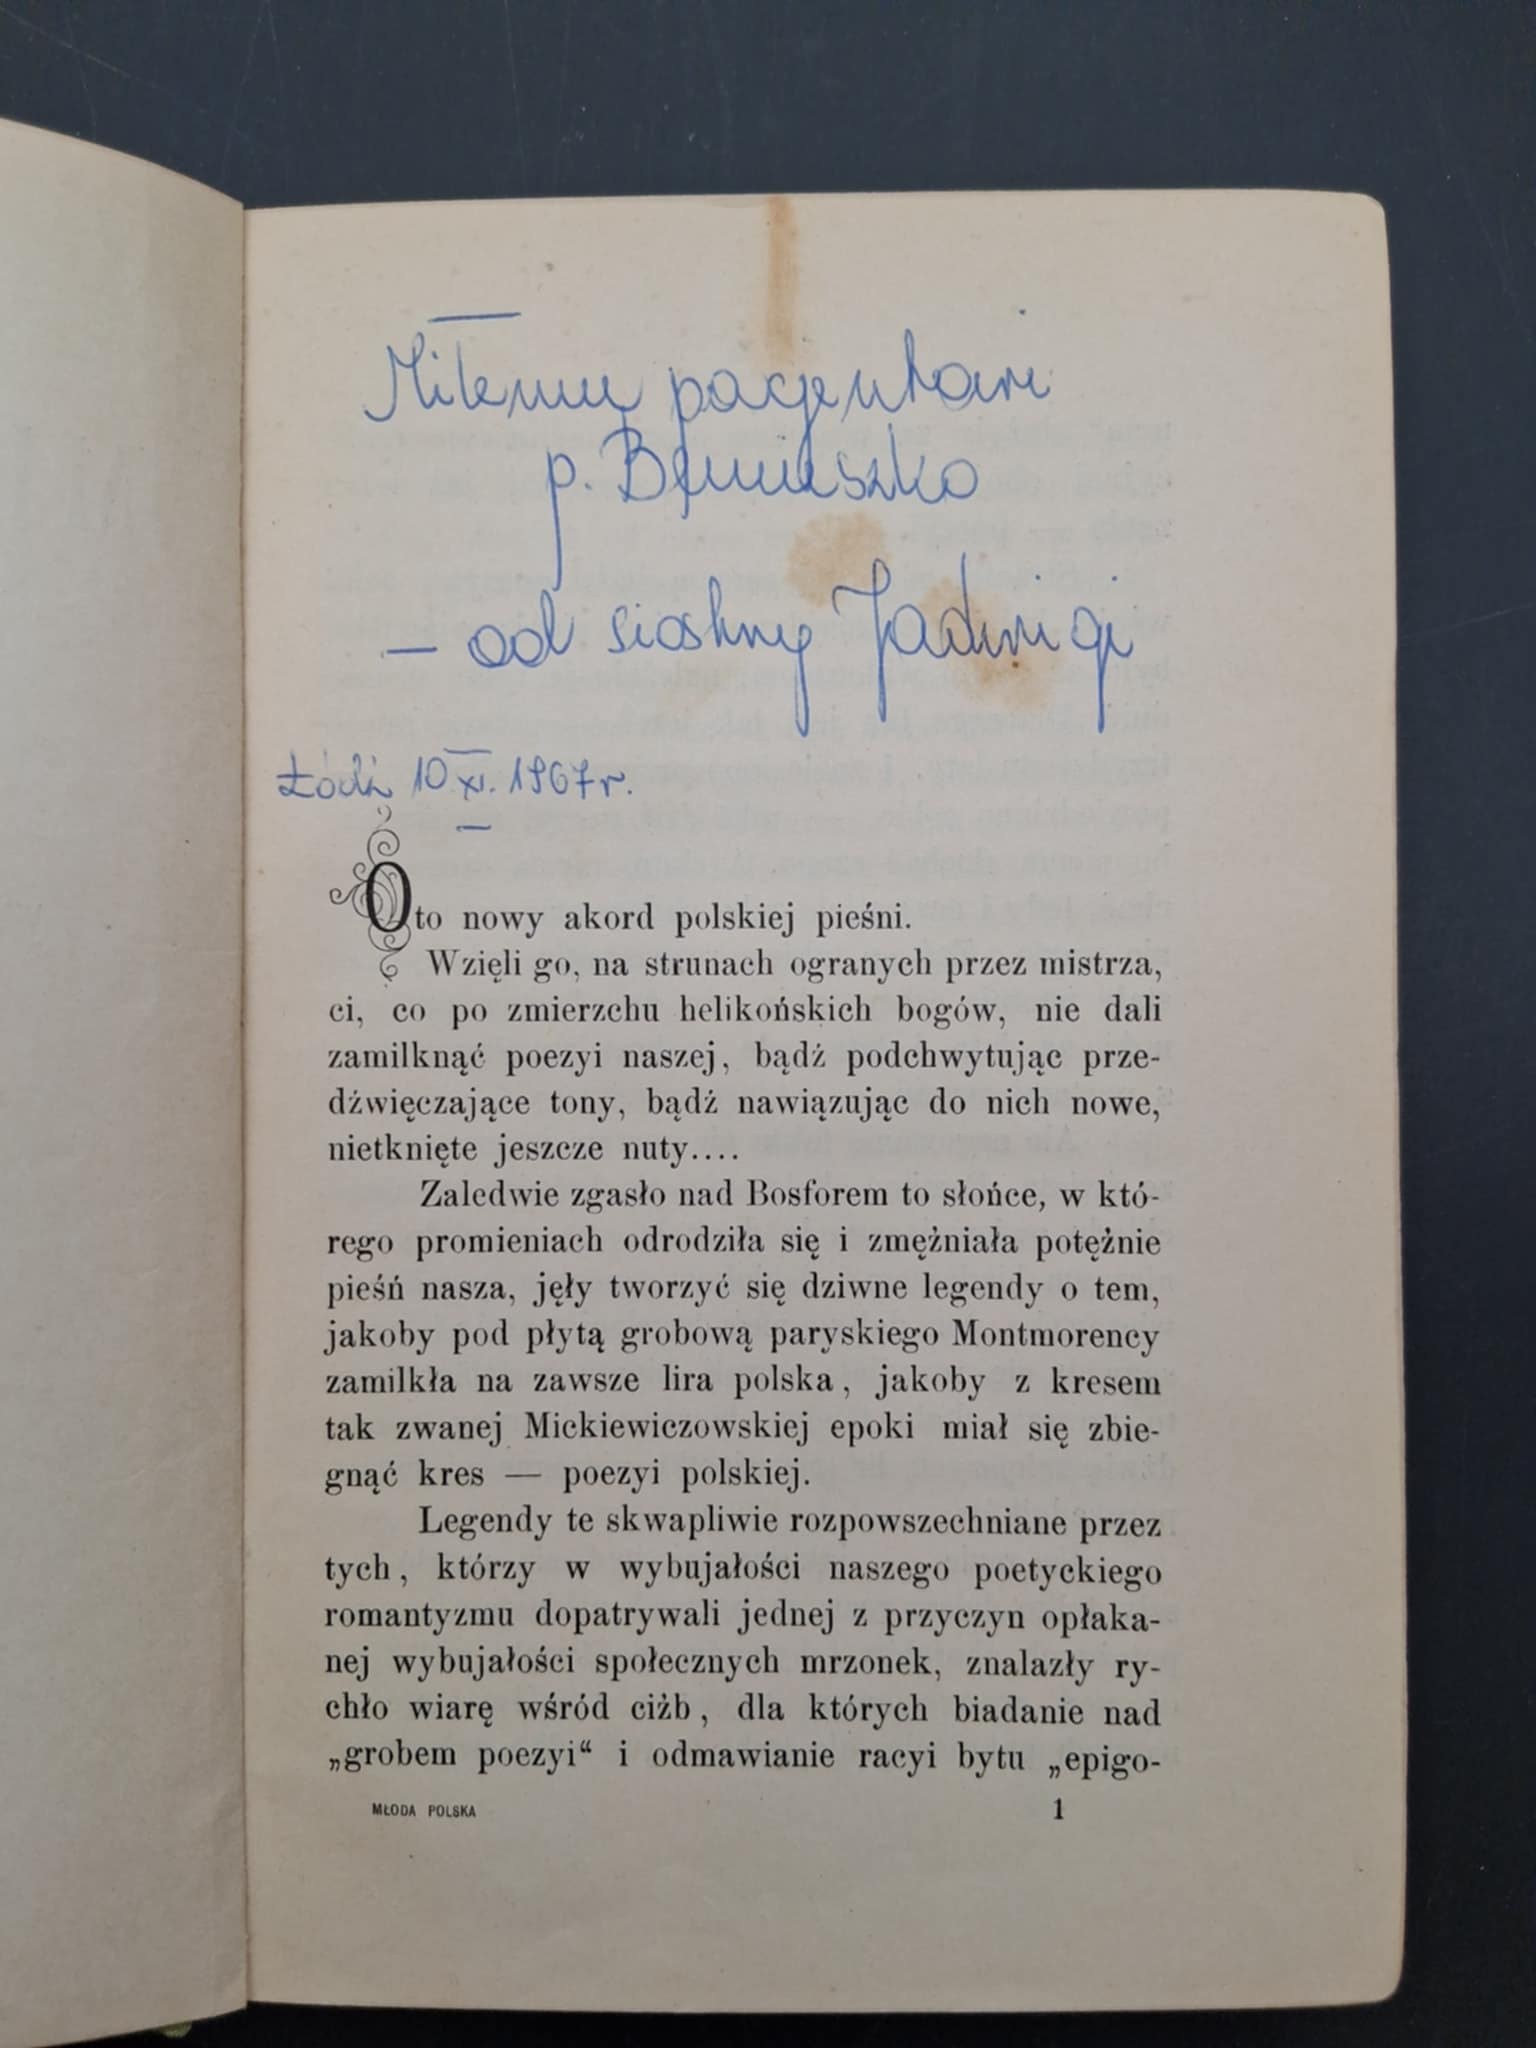 Miłemu pacjentowi
p.
– od siostry Jadwigi
Łódź 10 XI. 1967 r.
Oto nowy akord polskiej pieśni.
Wzięli go, na strunach ogranych przez mistrza,
ci, co po zmierzchu helikońskich bogów, nie dali
zamilknąć poezyi naszej, bądź podchwytując prze-
dźwięczające tony, bądź nawiązując do nich nowe,
nietknięte jeszcze nuty....
Zaledwie zgasło nad Bosforem to słońce, w któ-
rego promieniach odrodziła się i zmężniała potężnie
pieśń nasza, jęły tworzyć się dziwne legendy o tem,
jakoby pod płytą grobową paryskiego Montmorency
zamilkła na zawsze lira polska, jakoby z kresem
tak zwanej Mickiewiczowskiej epoki miał się zbie-
gnąć kres — poezyi polskiej.
Legendy te skwapliwie rozpowszechniane przez
tych, którzy w wybujałości naszego poetyckiego
romantyzmu dopatrywali jednej z przyczyn opłaka-
nej wybujałości społecznych mrzonek, znalazły ry-
chło wiarę wśród ciżb, dla których biadanie nad
„grobem poezyi“ i odmawianie racyi bytu „epigo-
MŁODA POLSKA 1